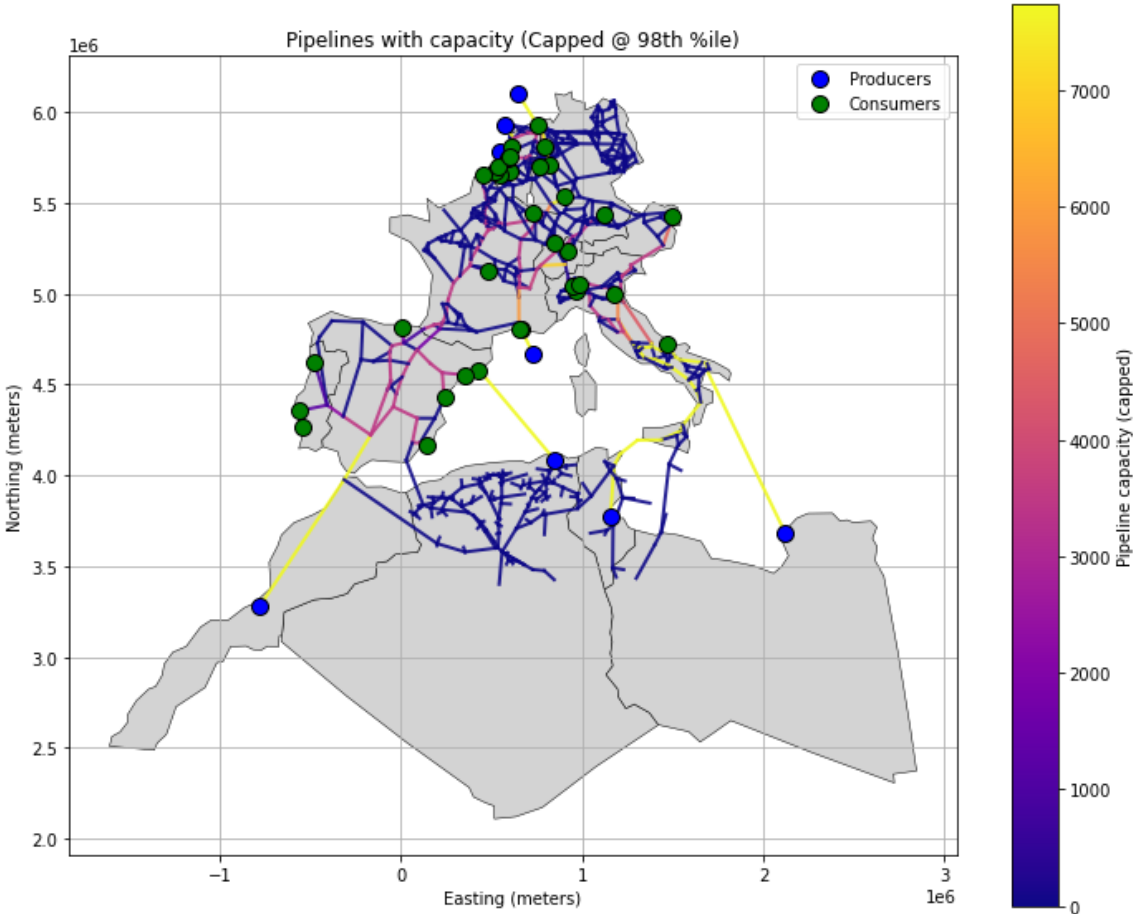 Pipelines with capacity (Capped @ 98th %ile)
1e6
Producers
Consumers
6.0
5.5
5.0
4.5
4.0
3.5
3.0
2.5
2.0
Northing (meters)
−1
0
1
2
3
Easting (meters)
1e6
7000
6000
5000
4000
3000
2000
1000
0
Pipeline capacity (capped)